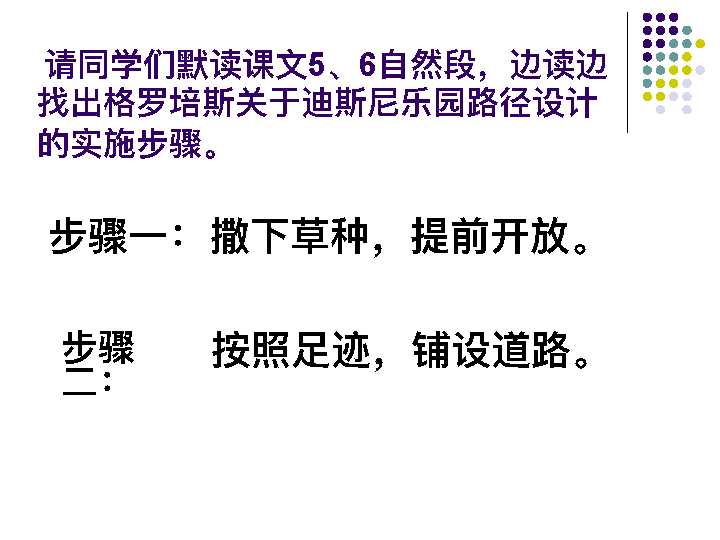 请同学们默读课文5、6自然段，边读边
找出格罗培斯关于迪斯尼乐园路径设计
的实施步骤。
步骤一：撒下草种，提前开放。
步骤
二：
按照足迹，铺设道路。